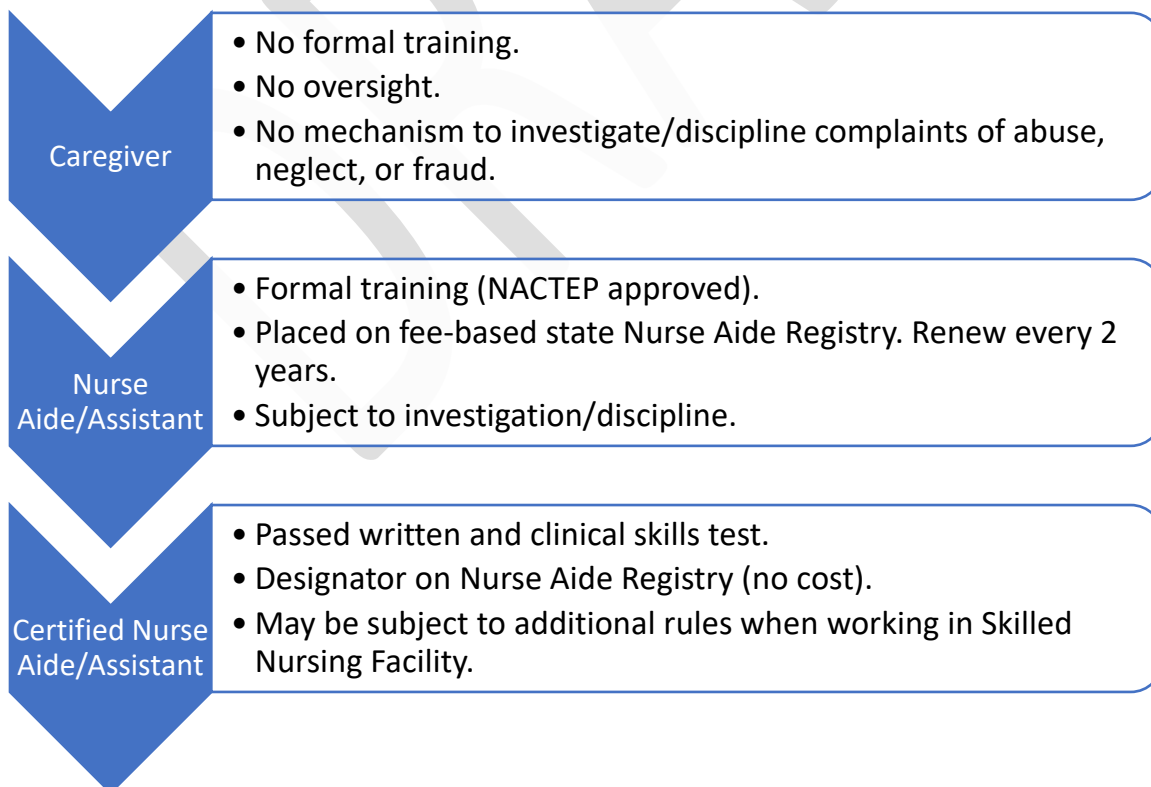 Caregiver
• No formal training.
• No oversight.
• No mechanism to investigate/discipline complaints of abuse,
neglect, or fraud.
Nurse
Aide/Assistant
• Formal training (NACTEP approved).
• Placed on fee-based state Nurse Aide Registry. Renew every 2
years.
• Subject to investigation/discipline.
Certified Nurse
Aide/Assistant
• Passed written and clinical skills test.
• Designator on Nurse Aide Registry (no cost).
• May be subject to additional rules when working in Skilled
Nursing Facility.